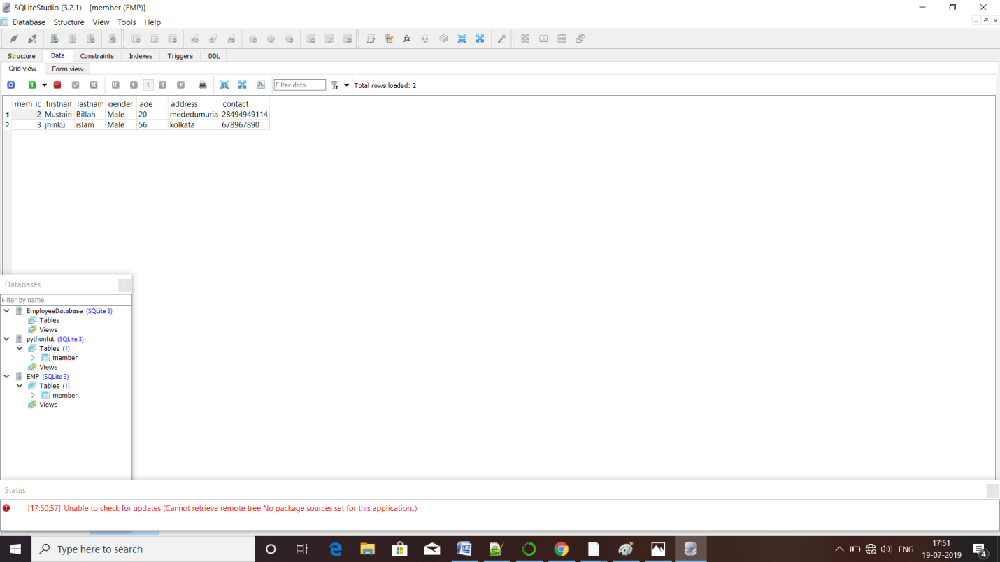 SQLiteStudio (3.2.1) - [member (EMP)]
Database Structure View Tools Help
Structure Data Constraints Indexes Triggers DDL
Grid view Form view
1 Filter data Total rows loaded: 2
mem_ic firstnam lastnam gender age address contact
1 2 Mustain Billah Male 20 mededumuria 28494949114
2 3 jhinku islam Male 56 kolkata 678967890
Databases
Filter by name
EmployeeDatabase (SQLite 3)
Tables
Views
pythontut (SQLite 3)
Tables (1)
member
Views
EMP (SQLite 3)
Tables (1)
member
Views
Status
[17:50:57] Unable to check for updates (Cannot retrieve remote tree No package sources set for this application..)
Type here to search
ENG
17:51
19-07-2019
4